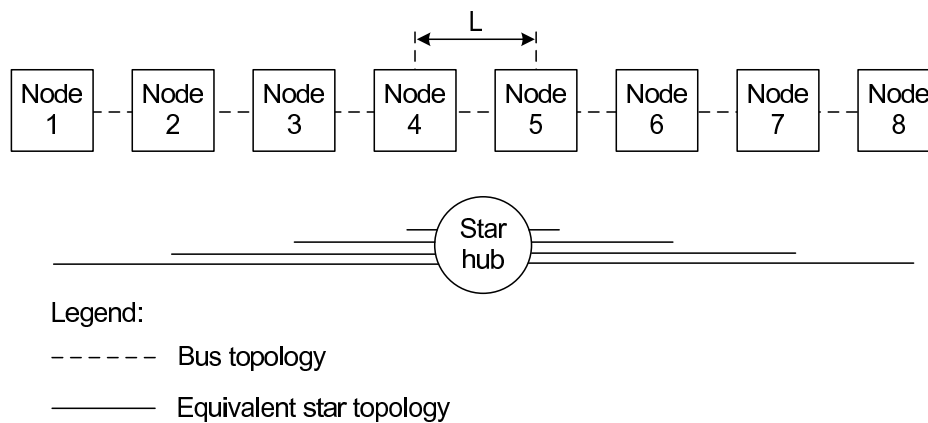 L
Node
1
Node
2
Node
3
Node
4
Node
5
Node
6
Node
7
Node
8
Star
hub
Legend:
Bus topology
Equivalent star topology